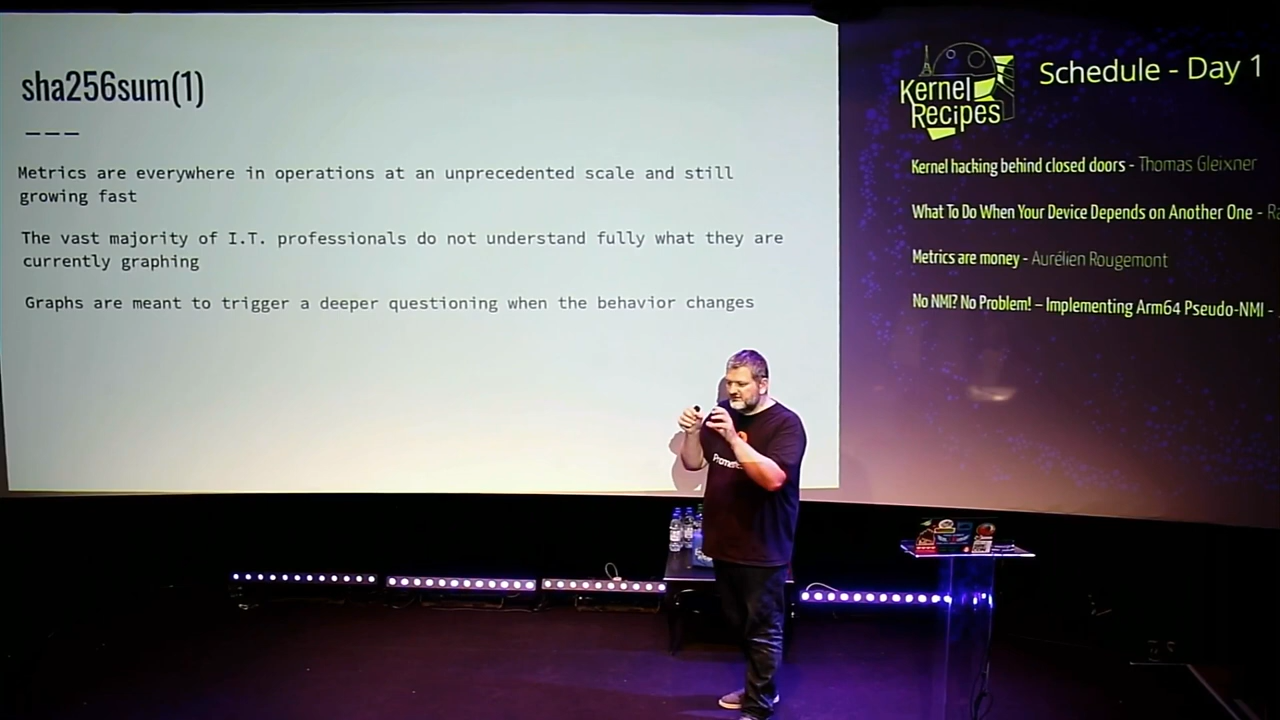 sha256sum(1)
Metrics are everywhere in operations at an unprecedented scale and still
growing fast
The vast majority of I.T. professionals do not understand fully what they are
currently graphing
Graphs are meant to trigger a deeper questioning when the behavior changes
Kernel
Recipes
Schedule - Day 1
Kernel hacking behind closed doors - Thomas Gleixner
What To Do When Your Device Depends on Another One -
Metrics are money - Aurélien Rougemont
No NMI? No Problem! – Implementing Arm64 Pseudo-NMI -